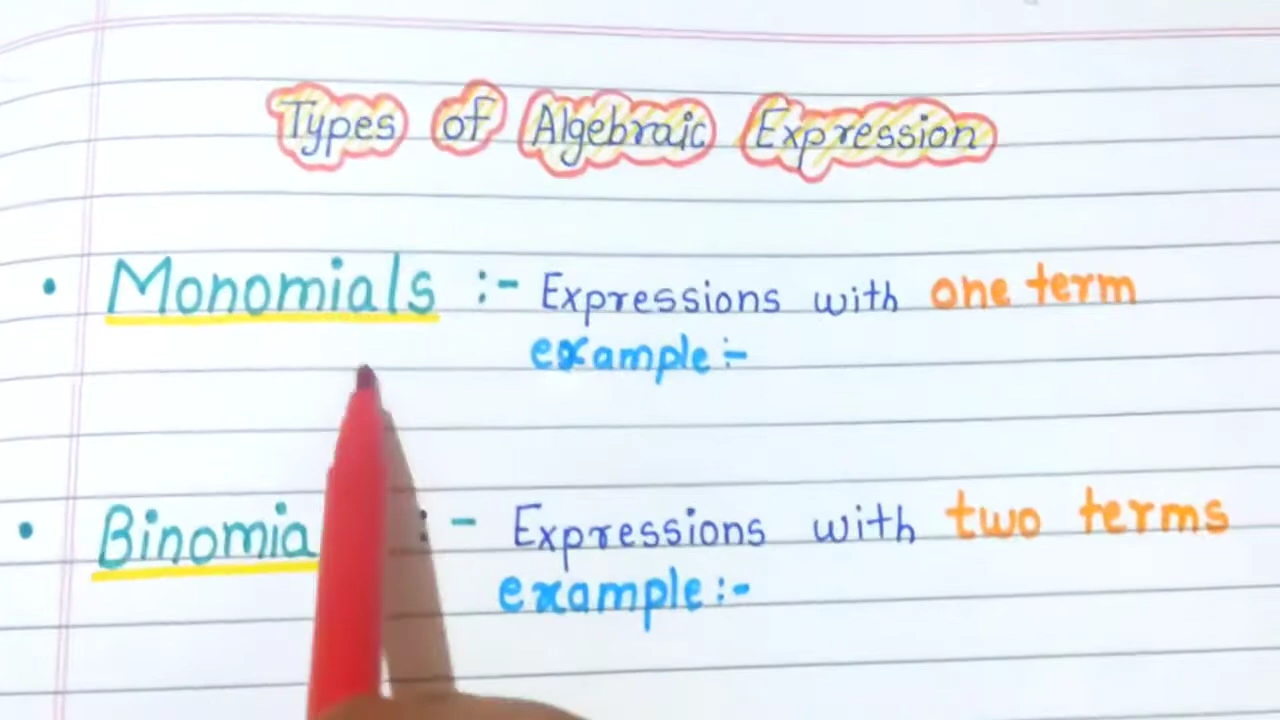 Types of Algebraic Expression
• Monomials :- Expressions with one term
example :-
• Binomia : - Expressions with two terms
example :-